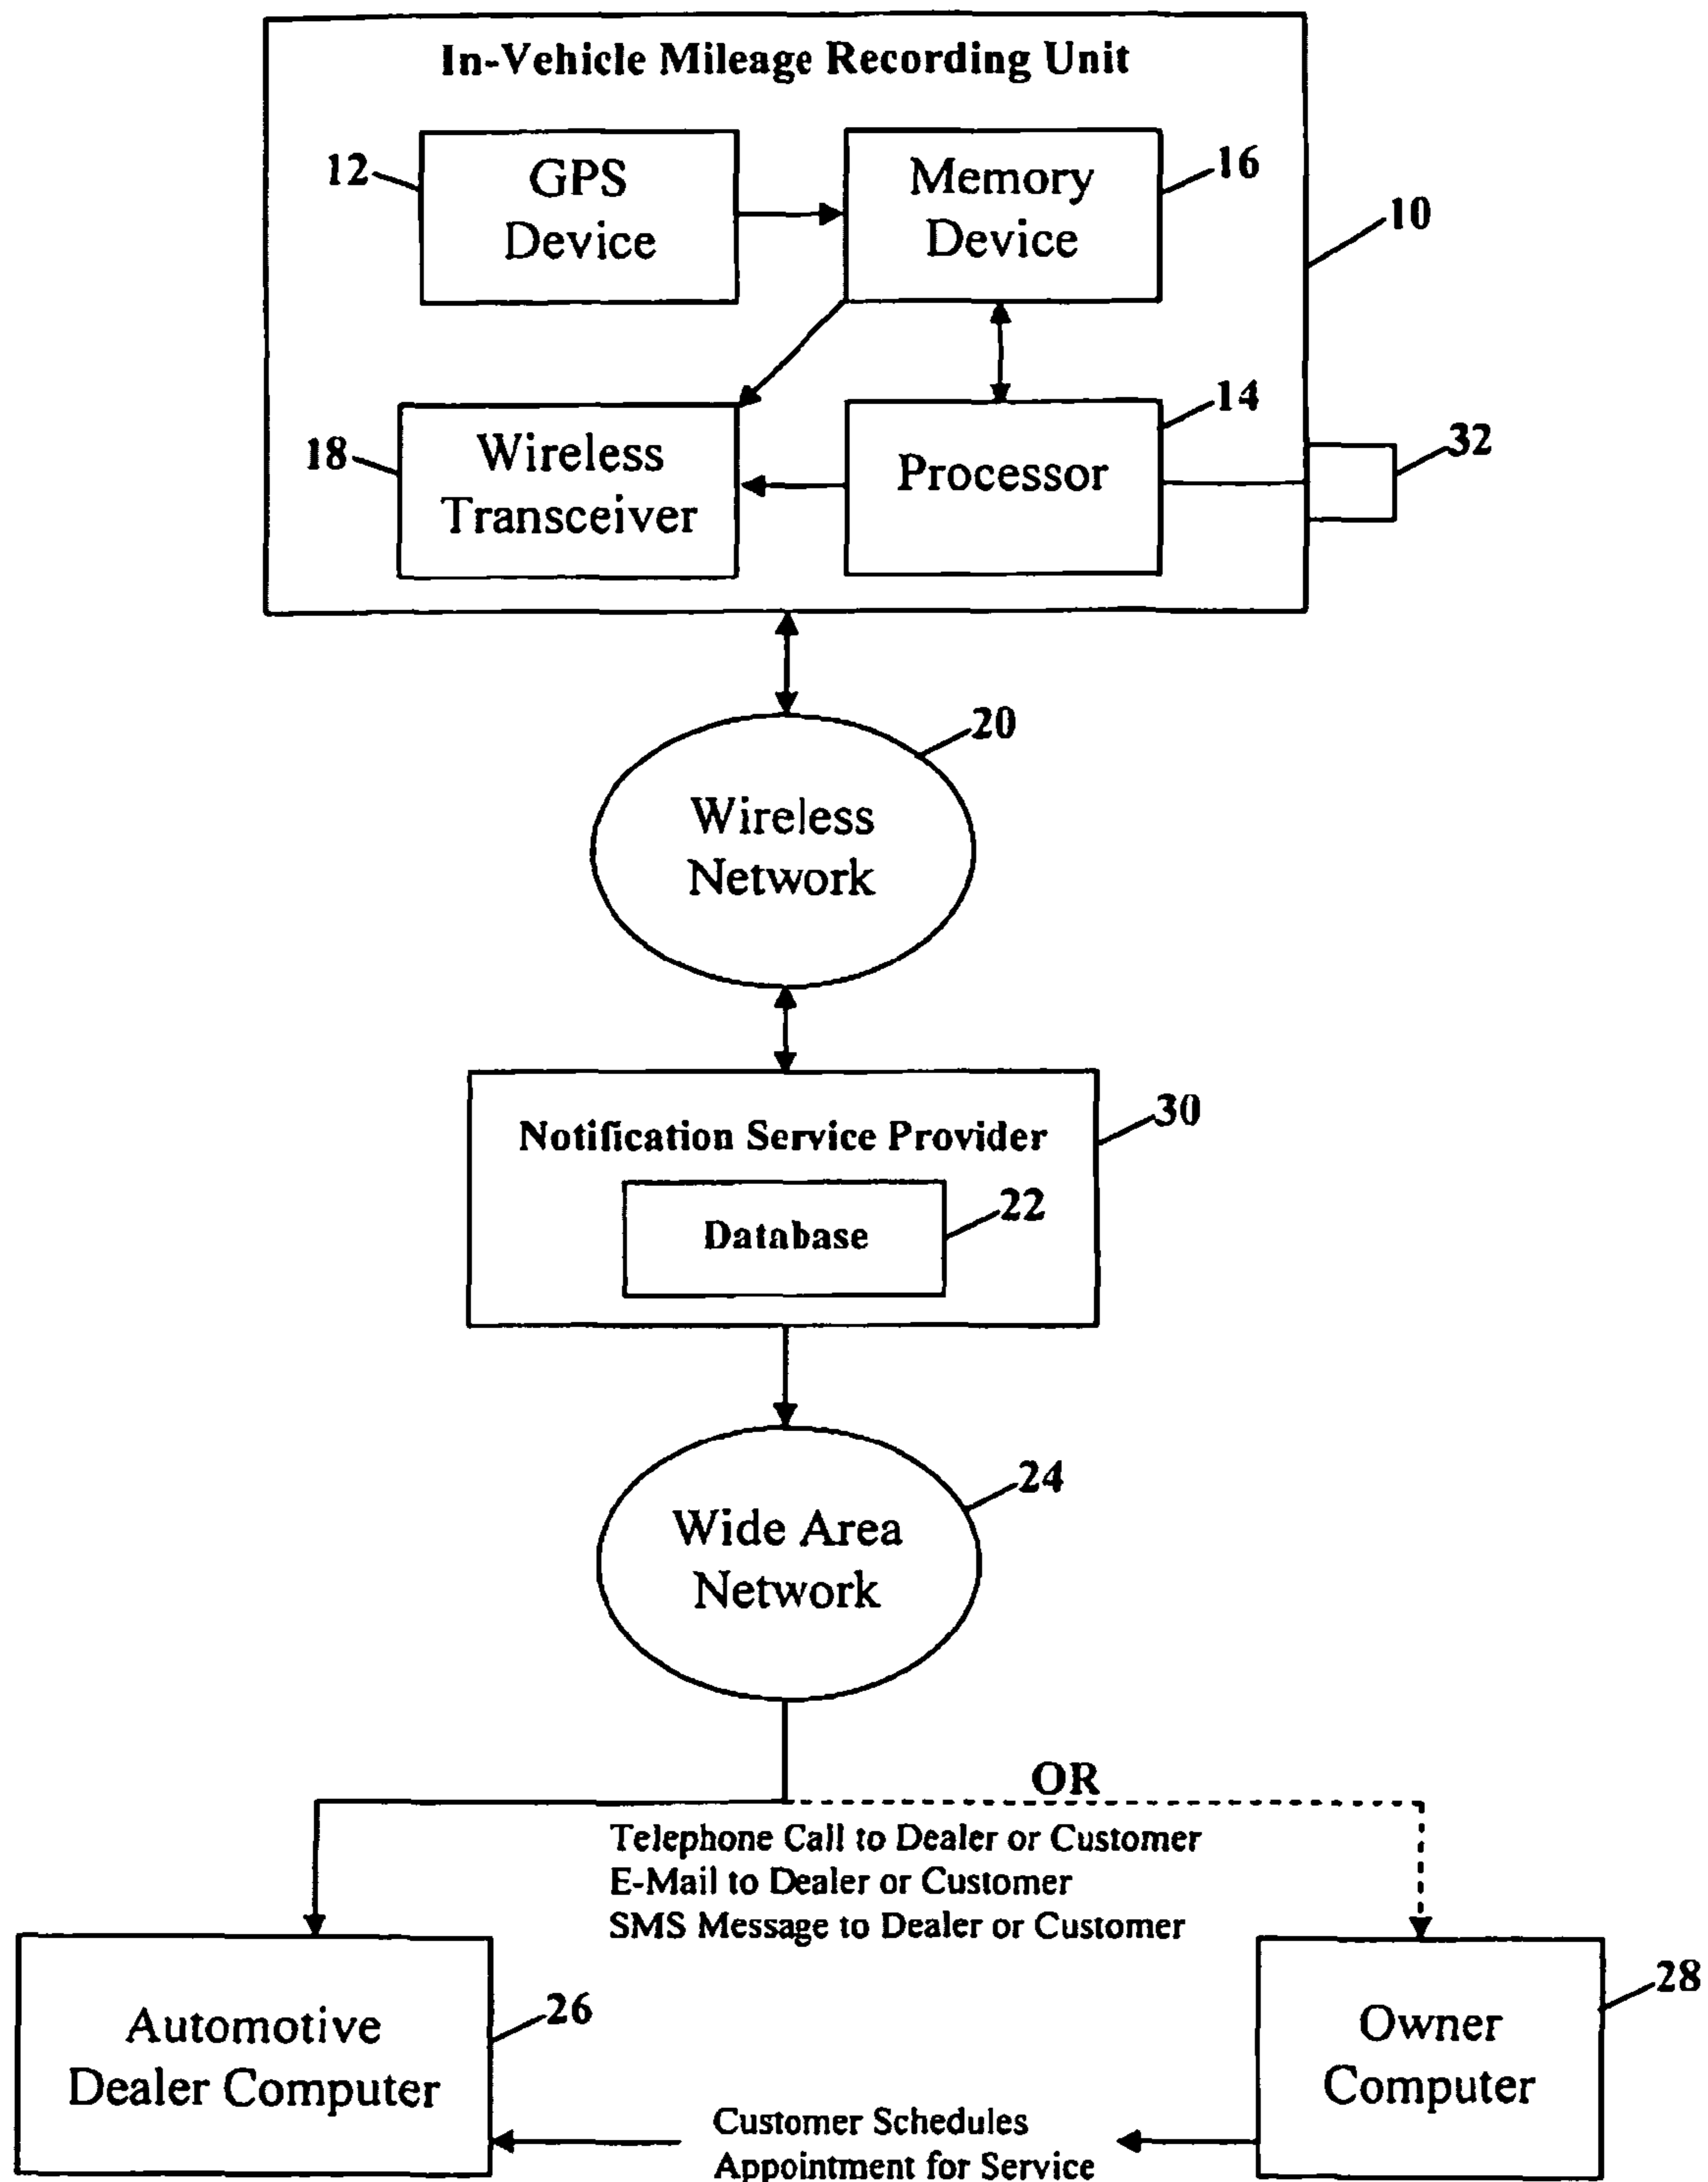 In-Vehicle Mileage Recording Unit
12
GPS
Device
Memory
Device
16
10
18
Wireless
Transceiver
Processor
14
32
Wireless
Network
20
Notification Service Provider
30
Database
22
Wide Area
Network
24
OR
Telephone Call to Dealer or Customer
E-Mail to Dealer or Customer
SMS Message to Dealer or Customer
Automotive
Dealer Computer
26
Owner
Computer
28
Customer Schedules
Appointment for Service